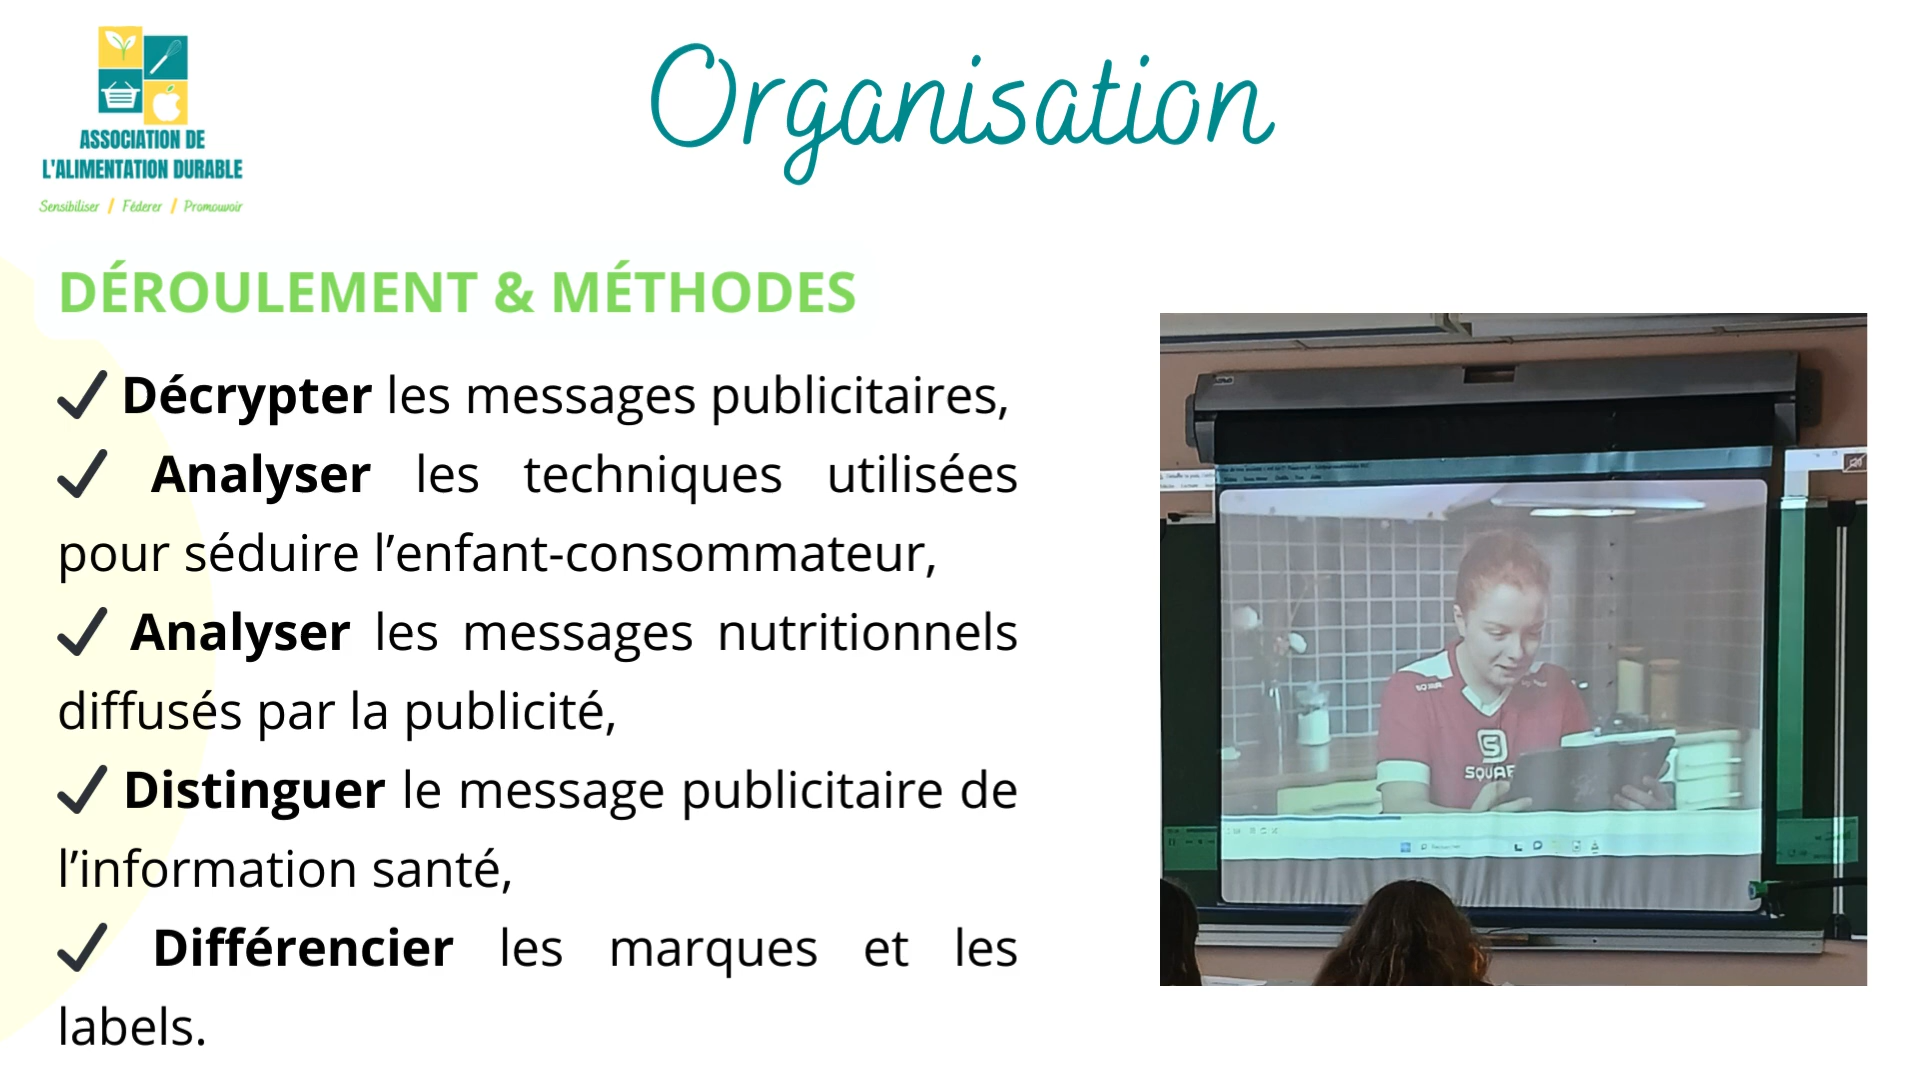 ASSOCIATION DE
L'ALIMENTATION DURABLE
Sensibiliser / Féderer / Promouvoir
Organisation
DÉROULEMENT & MÉTHODES
✓ Décrypter les messages publicitaires,
✓ Analyser les techniques utilisées
pour séduire l’enfant-consommateur,
✓ Analyser les messages nutritionnels
diffusés par la publicité,
✓ Distinguer le message publicitaire de
l’information santé,
✓ Différencier les marques et les
labels.
SQUAR